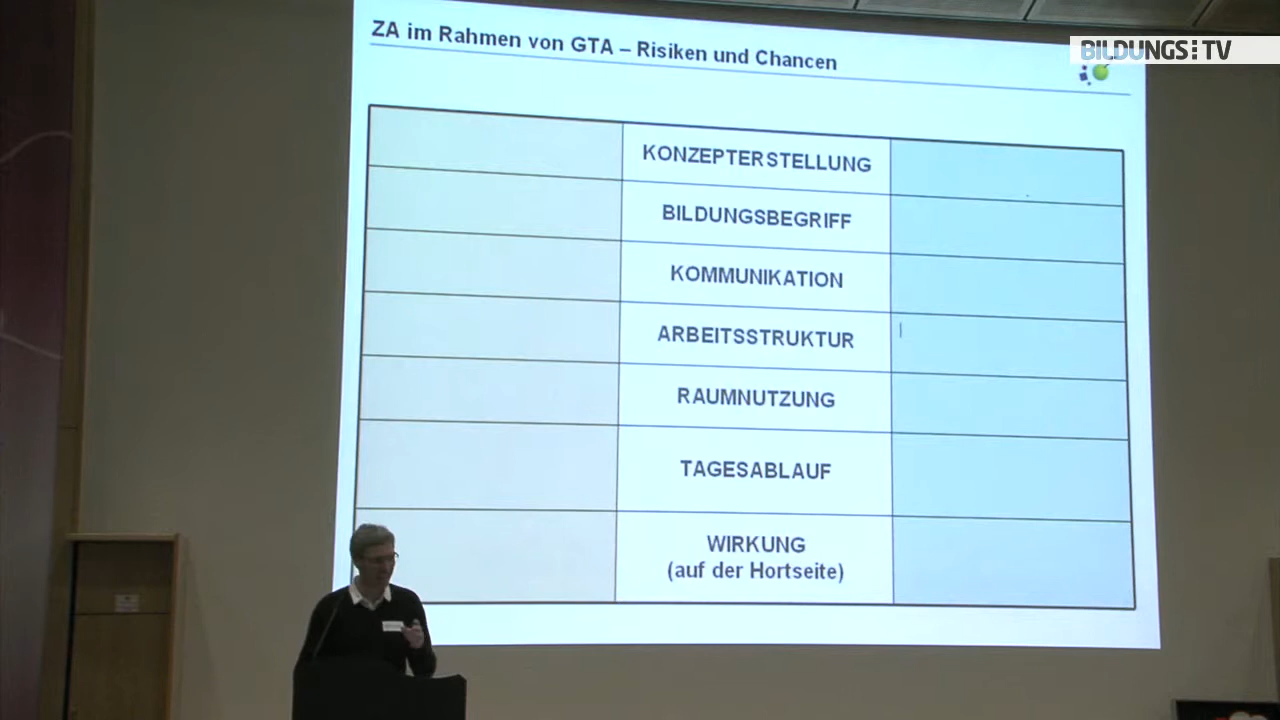 ZA im Rahmen von GTA – Risiken und Chancen
BILDUNGS TV
KONZEPTERSTELLUNG
BILDUNGSBEGRIFF
KOMMUNIKATION
ARBEITSSTRUKTUR
RAUMNUTZUNG
TAGESABLAUF
WIRKUNG
(auf der Hortseite)